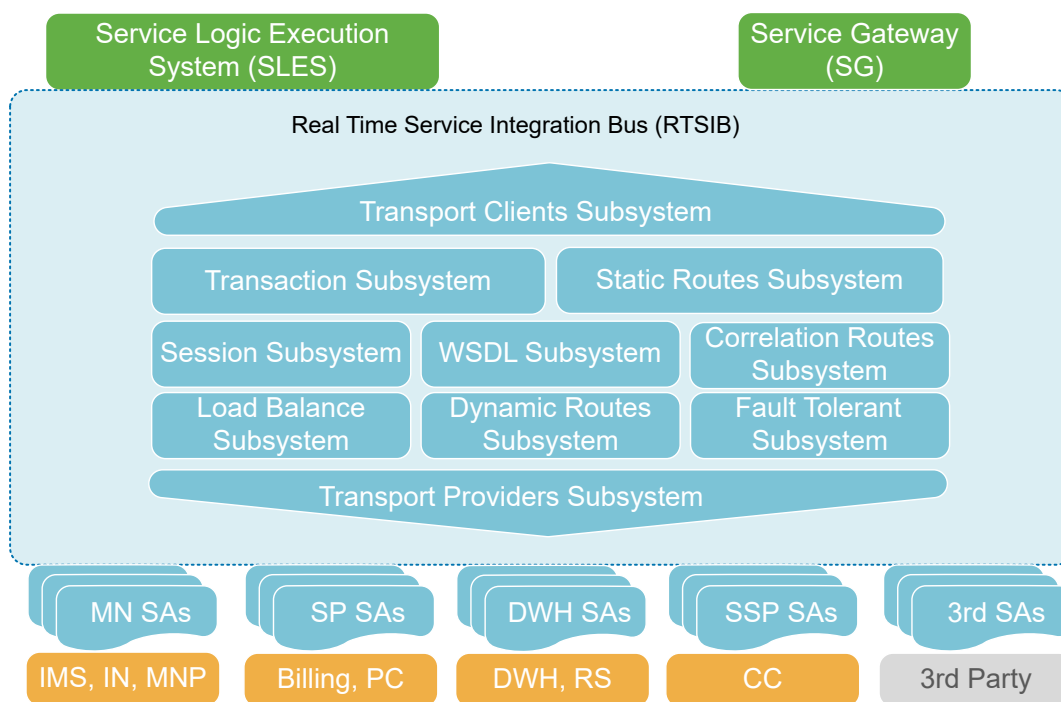 Service Logic Execution
System (SLES)
Service Gateway
(SG)
Real Time Service Integration Bus (RTSIB)
Transport Clients Subsystem
Transaction Subsystem
Static Routes Subsystem
Session Subsystem
WSDL Subsystem
Correlation Routes
Subsystem
Load Balance
Subsystem
Dynamic Routes
Subsystem
Fault Tolerant
Subsystem
Transport Providers Subsystem
MN SAs
SP SAs
DWH SAs
SSP SAs
3rd SAs
IMS, IN, MNP
Billing, PC
DWH, RS
CC
3rd Party